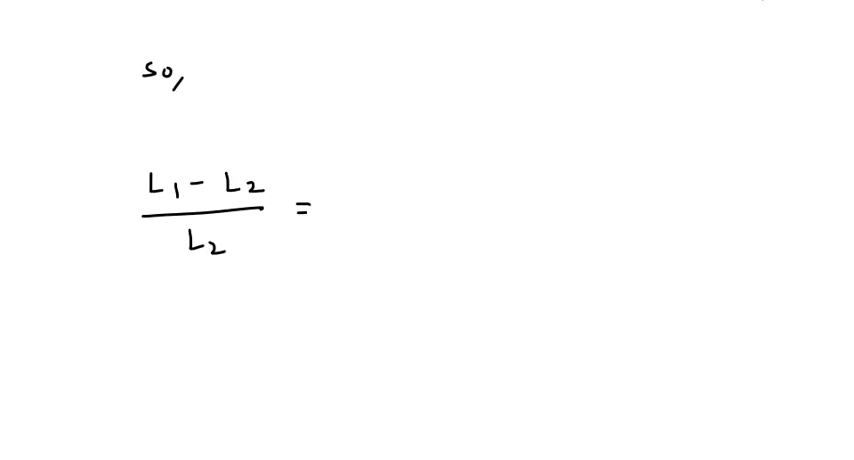 so,
L₁ - L₂
L₂ =